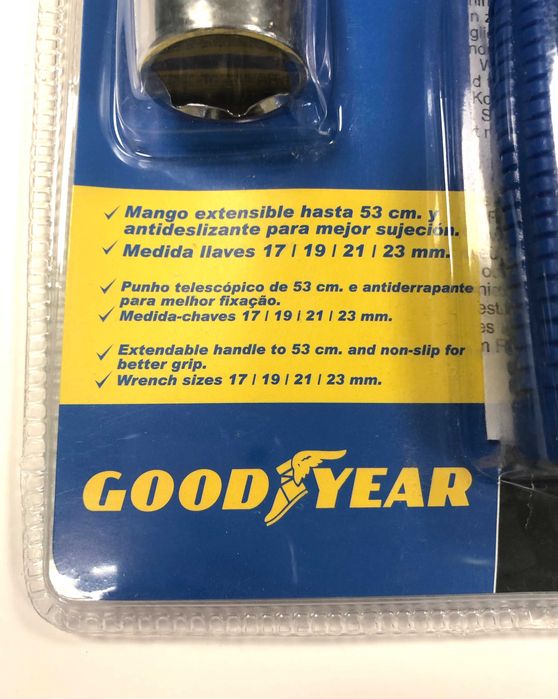 ✓ Mango extensible hasta 53 cm. y
antideslizante para mejor sujeción.
✓ Medida llaves 17 / 19 / 21 / 23 mm.
✓ Punho telescópico de 53 cm. e antiderrapante
para melhor fixação.
✓ Medida-chaves 17 / 19 / 21 / 23 mm.
✓ Extendable handle to 53 cm. and non-slip for
better grip.
✓ Wrench sizes 17 / 19 / 21 / 23 mm.
GOOD YEAR